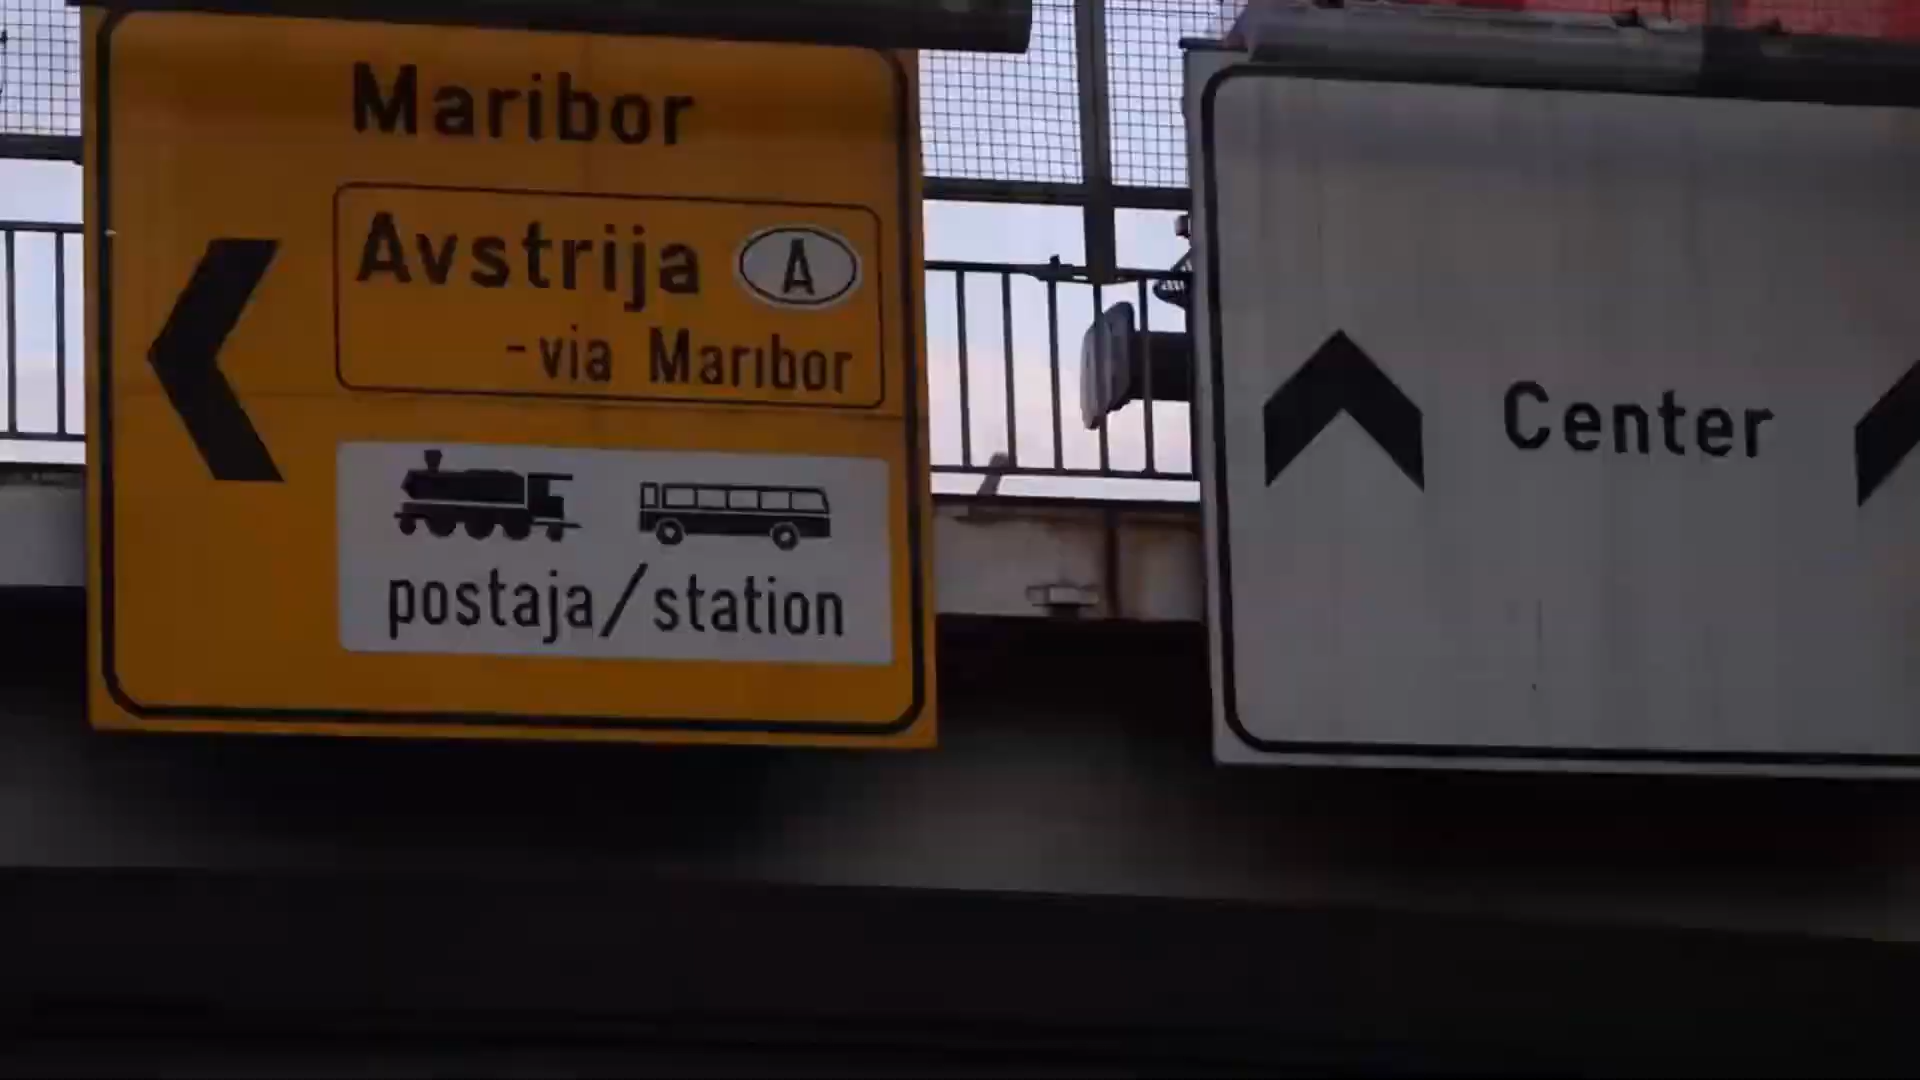 Maribor
Avstrija A
- via Maribor
postaja/station
Center